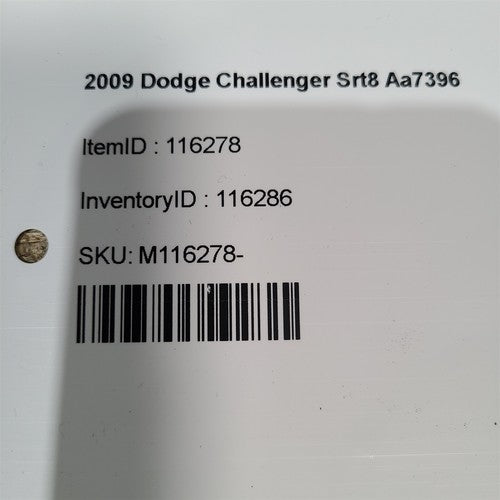 2009 Dodge Challenger Srt8 Aa7396
ItemID : 116278
InventoryID : 116286
SKU: M116278-